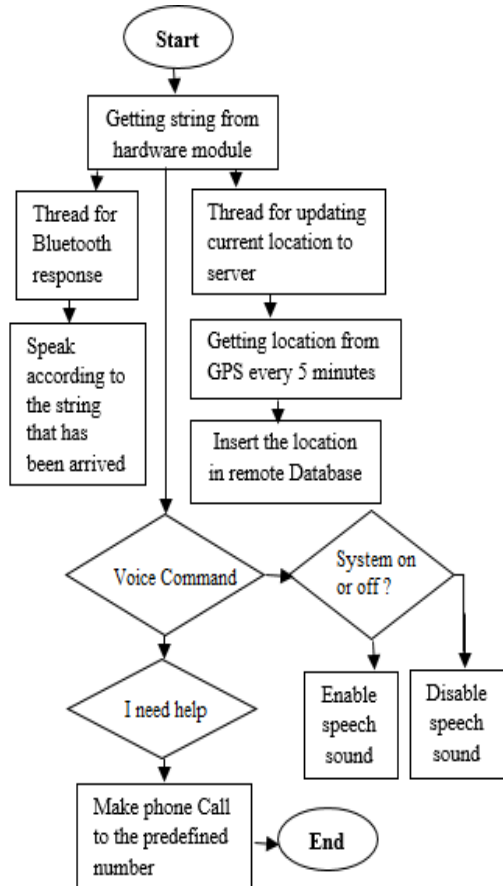 Start
Getting string from
hardware module
Thread for
Bluetooth
response
Thread for updating
current location to
server
Speak
according to
the string
that has
been arrived
Getting location from
GPS every 5 minutes
Insert the location
in remote Database
Voice Command
System on
or off ?
I need help
Enable
speech
sound
Disable
speech
sound
Make phone Call
to the predefined
number
End